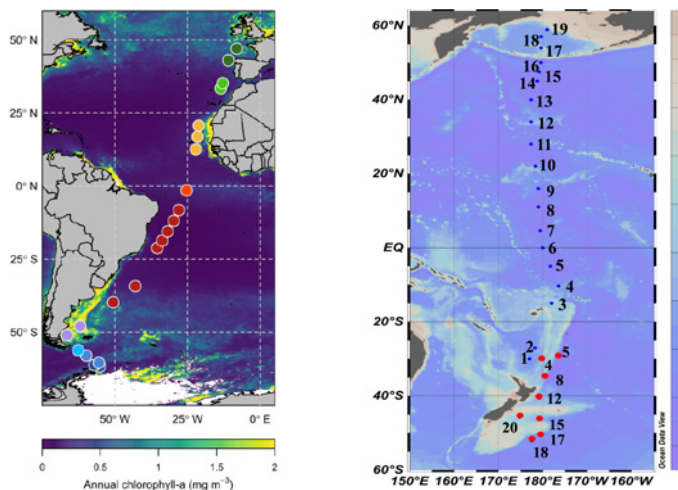 50° N
25° N
0° N
25° S
50° S
50° W
25° W
0° E
0
0.5
1
1.5
2
Annual chlorophyll-a (mg m⁻³)
60°N
40°N
20°N
EQ
20°S
40°S
60°S
19
18
17
16
15
14
13
12
11
10
9
8
7
6
5
4
3
2
1
5
4
8
12
20
15
17
18
150°E
160°E
170°E
180°E
170°W
160°W
Ocean Data View